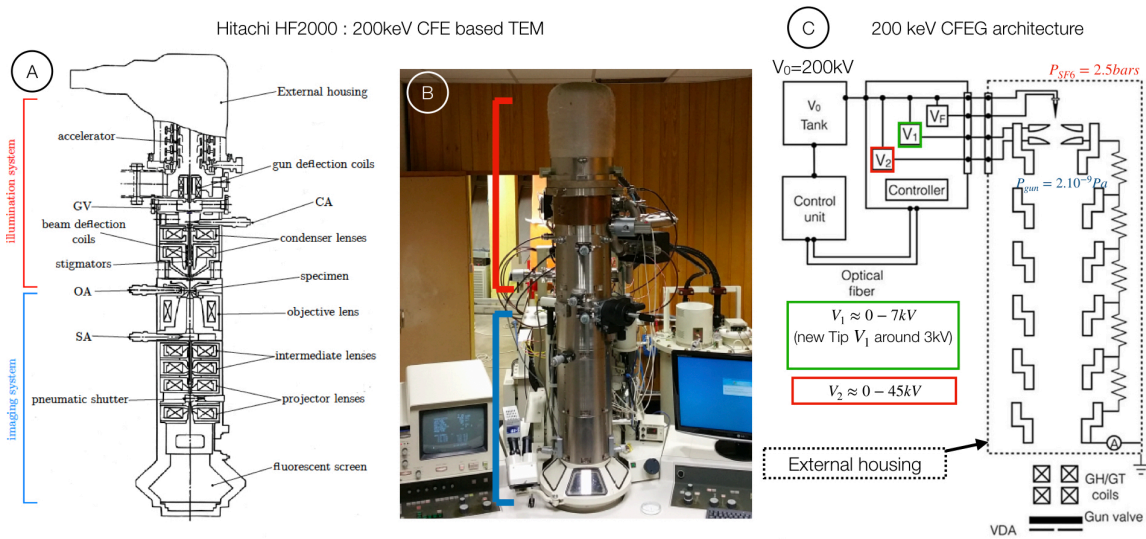 Hitachi HF2000 : 200keV CFE based TEM
A
External housing
accelerator
gun deflection coils
GV
CA
beam deflection
coils
condenser lenses
stigmators
specimen
OA
objective lens
SA
intermediate lenses
pneumatic shutter
projector lenses
fluorescent screen
illumination system
imaging system
B
C
200 keV CFEG architecture
V₀=200kV
P_SF6 = 2.5bars
V₀
Tank
V_F
V₁
V₂
P_gun = 2.10⁻⁹Pa
Controller
Control
unit
Optical
fiber
V₁ ≈ 0 − 7kV
(new Tip V₁ around 3kV)
V₂ ≈ 0 − 45kV
External housing
A
GH/GT
coils
Gun valve
VDA